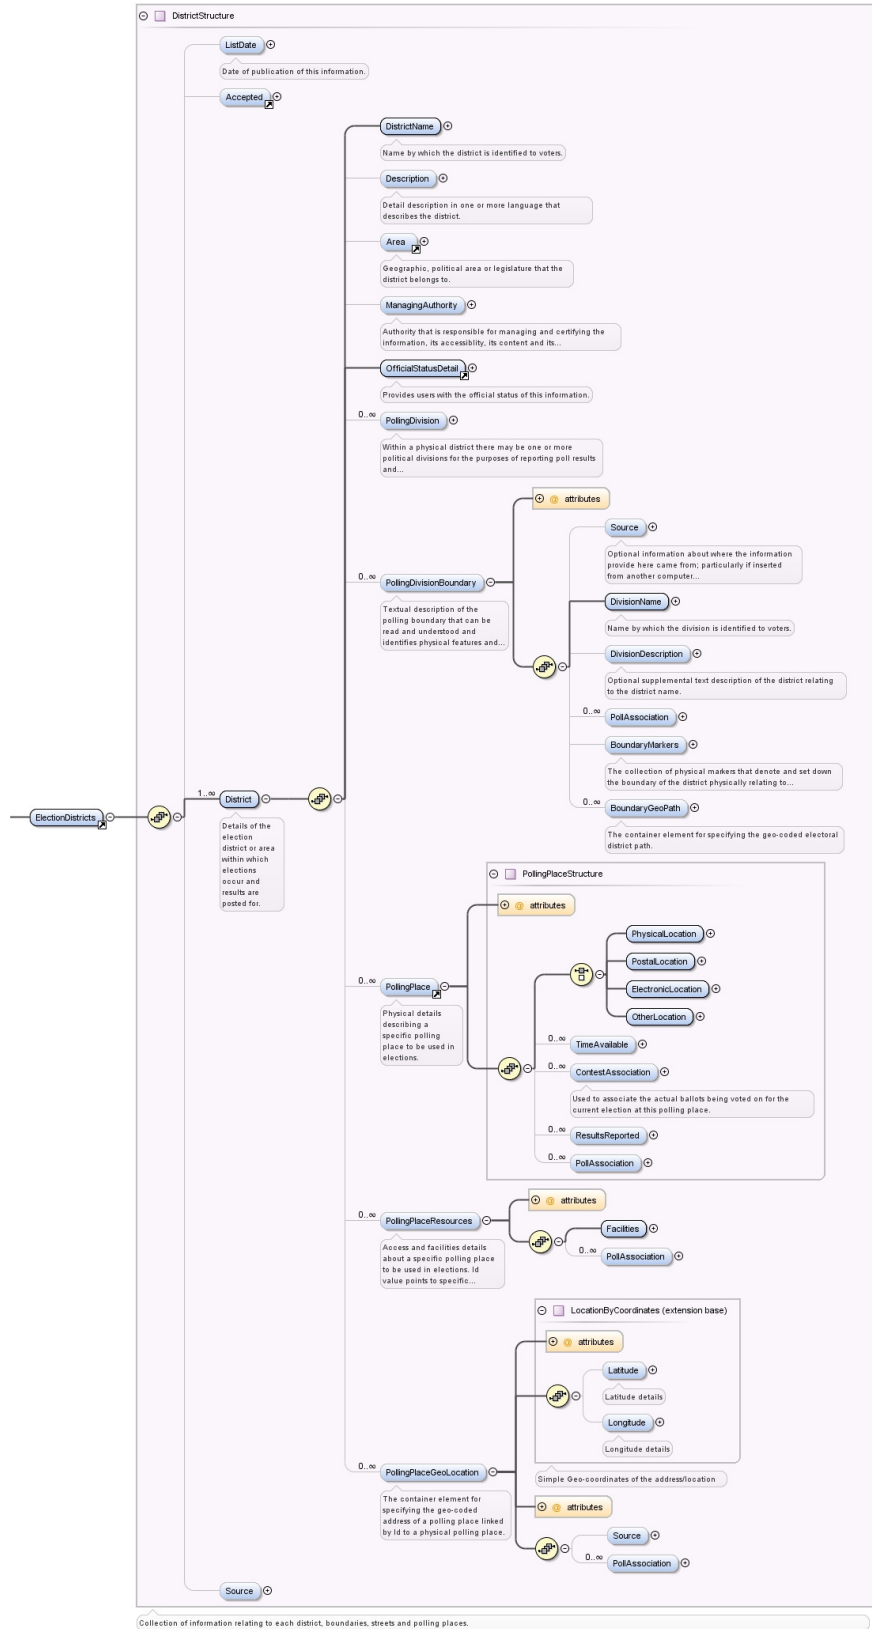 DistrictStructure
ListDate
Date of publication of this information.
Accepted
DistrictName
Name by which the district is identified to voters.
Description
Detail description in one or more language that
describes the district.
Area
Geographic, political area or legislature that the
district belongs to.
ManagingAuthority
Authority that is responsible for managing and certifying the
information, its accessiblity, its content and its...
OfficialStatusDetail
Provides users with the official status of this information.
0..∞
PollingDivision
Within a physical district there may be one or more
political divisions for the purposes of reporting poll results
and...
@ attributes
Source
Optional information about where the information
provide here came from; particularly if inserted
from another computer...
0..∞
PollingDivisionBoundary
Textual description of the
polling boundary that can be
read and understood and
identifies physical features and...
DivisionName
Name by which the division is identified to voters.
DivisionDescription
Optional supplemental text description of the district relating
to the district name.
0..∞
PollAssociation
BoundaryMarkers
The collection of physical markers that denote and set down
the boundary of the district physically relating to...
0..∞
BoundaryGeoPath
The container element for specifying the geo-coded electoral
district path.
ElectionDistricts
1..∞
District
Details of the
election
district or area
within which
elections
occur and
results are
posted for.
PollingPlaceStructure
@ attributes
PhysicalLocation
PostalLocation
ElectronicLocation
OtherLocation
0..∞
PollingPlace
Physical details
describing a
specific polling
place to be used in
elections.
0..∞
TimeAvailable
0..∞
ContestAssociation
Used to associate the actual ballots being voted on for the
current election at this polling place.
0..∞
ResultsReported
0..∞
PollAssociation
@ attributes
0..∞
PollingPlaceResources
Access and facilities details
about a specific polling place
to be used in elections. Id
value points to specific...
Facilities
0..∞
PollAssociation
LocationByCoordinates (extension base)
@ attributes
Latitude
Latitude details
Longitude
Longitude details
0..∞
PollingPlaceGeoLocation
The container element for
specifying the geo-coded
address of a polling place linked
by Id to a physical polling place.
Simple Geo-coordinates of the address/location
@ attributes
Source
0..∞
PollAssociation
Source
Collection of information relating to each district, boundaries, streets and polling places.